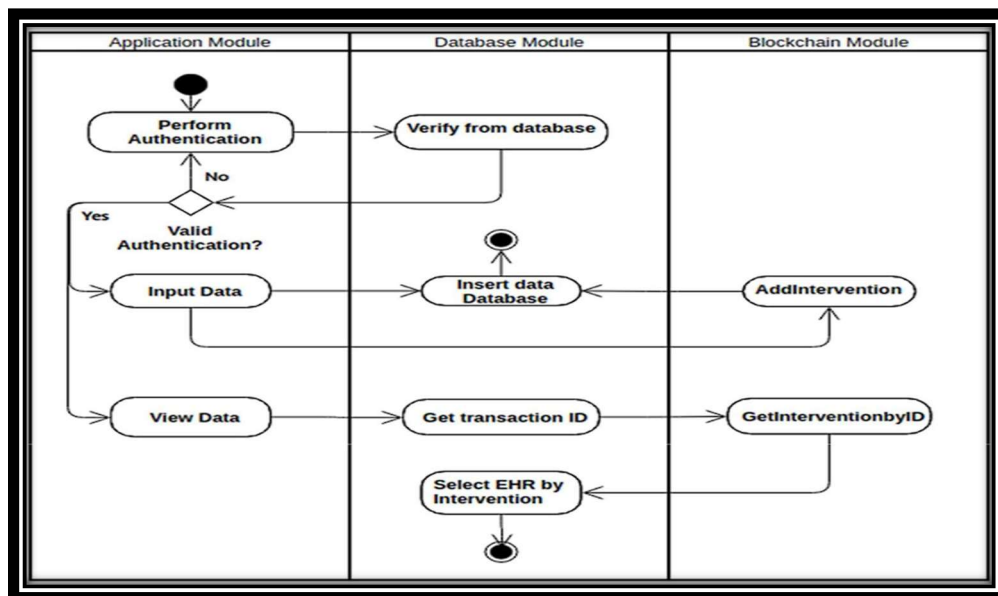 Application Module
Database Module
Blockchain Module
Perform
Authentication
Verify from database
No
Yes
Valid
Authentication?
Input Data
Insert data
Database
AddIntervention
View Data
Get transaction ID
GetInterventionbyID
Select EHR by
Intervention